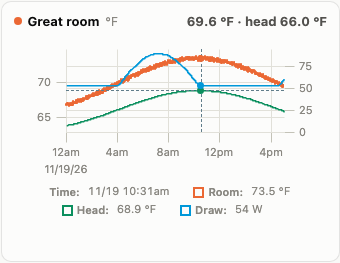 Great room °F 69.6 °F · head 66.0 °F
70
65
75
50
25
0
12am 4am 8am 12pm 4pm
11/19/26
Time: 11/19 10:31am Room: 73.5 °F
Head: 68.9 °F Draw: 54 W